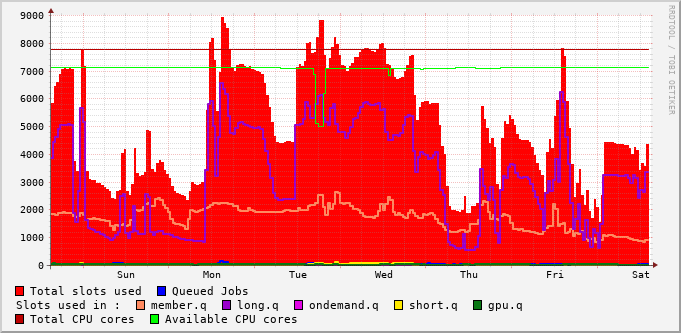 9000
8000
7000
6000
5000
4000
3000
2000
1000
0
Sun Mon Tue Wed Thu Fri Sat
RRDTOOL / TOBI OETIKER
Total slots used Queued Jobs
Slots used in : member.q long.q ondemand.q short.q gpu.q
Total CPU cores Available CPU cores